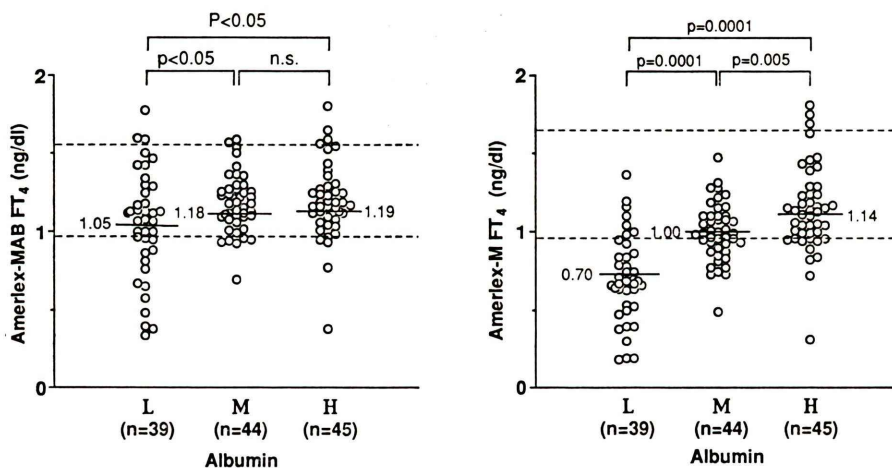 P<0.05
p<0.05
n.s.
Amerlex-MAB FT4 (ng/dl)
2
1
0
1.05
1.18
1.19
L
M
H
(n=39)
(n=44)
(n=45)
Albumin
p=0.0001
p=0.0001
p=0.005
Amerlex-M FT4 (ng/dl)
2
1
0
0.70
1.00
1.14
L
M
H
(n=39)
(n=44)
(n=45)
Albumin